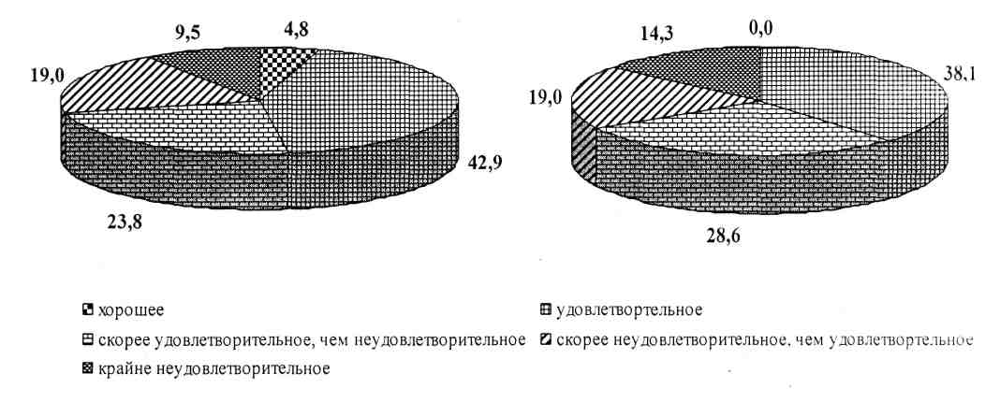 9,5 4,8
14,3 0,0
19,0
38,1
19,0
42,9
23,8
28,6
хорошее
удовлетвортельное
скорее удовлетворительное, чем неудовлетворительное
скорее неудовлетворительное, чем удовлетвортельное
крайне неудовлетворительное